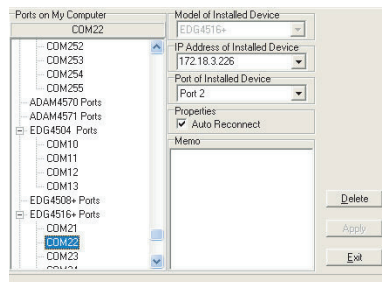 Ports on My Computer
COM22
COM252
COM253
COM254
COM255
ADAM4570 Ports
ADAM4571 Ports
EDG4504 Ports
COM10
COM11
COM12
COM13
EDG4508+ Ports
EDG4516+ Ports
COM21
COM22
COM23
COM24
Model of Installed Device
EDG4516+
IP Address of Installed Device
172.18.3.226
Port of Installed Device
Port 2
Properties
Auto Reconnect
Memo
Delete
Apply
Exit